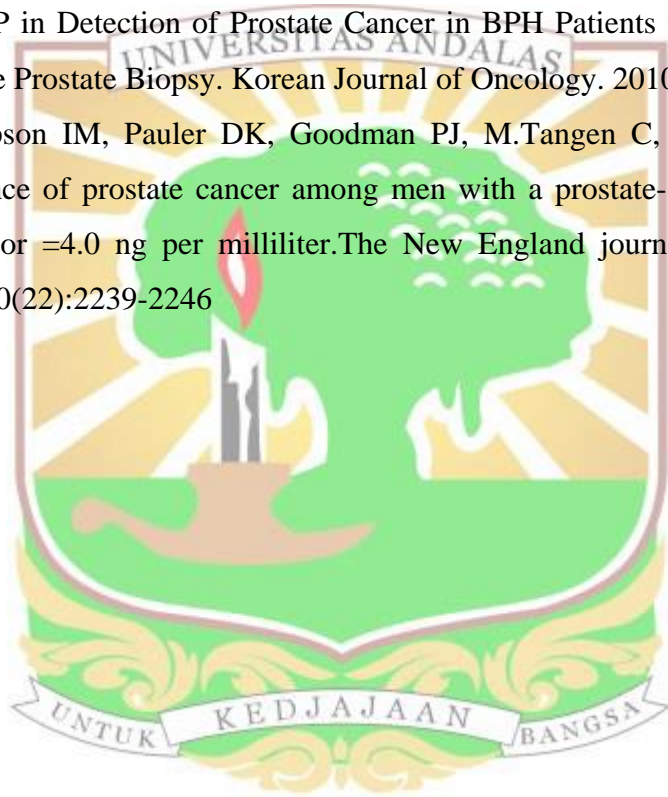 P in Detection of Prostate Cancer in BPH Patients
UNIVERSITAS ANDALAS
e Prostate Biopsy. Korean Journal of Oncology. 2010
pson IM, Pauler DK, Goodman PJ, M.Tangen C,
nce of prostate cancer among men with a prostate-
or =4.0 ng per milliliter.The New England journ
0(22):2239-2246
UNTUK KEDJAJAAN BANGSA